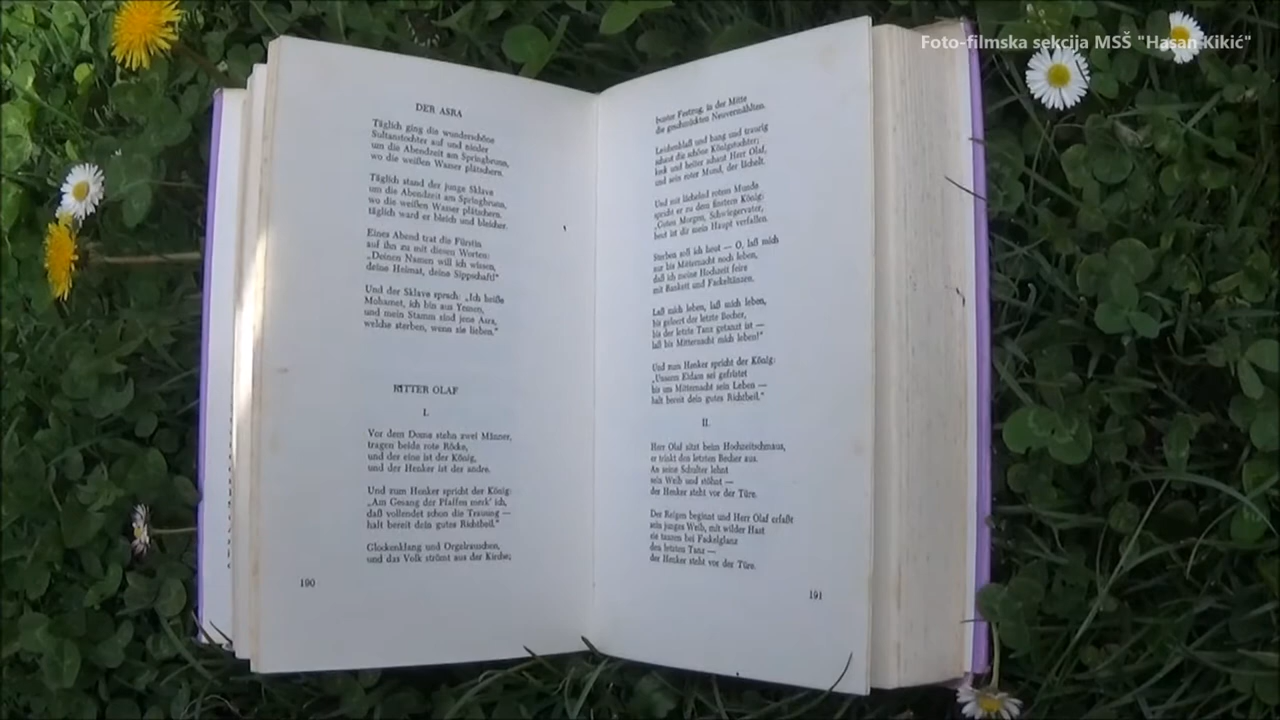 Foto-filmska sekcija MSŠ "Hasan Kikić"
DER ASRA
Täglich ging die wunderschöne
Sultanstochter auf und nieder
um die Abendzeit am Springbrunn,
wo die weißen Wasser plätschern.
Täglich stand der junge Sklave
um die Abendzeit am Springbrunn,
wo die weißen Wasser plätschern,
täglich ward er bleich und bleicher.
Eines Abend trat die Fürstin
auf ihn zu mit diesen Worten:
„Deinen Namen will ich wissen,
deine Heimat, deine Sippschaft!"
Und der Sklave sprach: „Ich heiße
Mohamet, ich bin aus Yemen,
und mein Stamm sind jene Asra,
welche sterben, wenn sie lieben."
RITTER OLAF
I.
Vor dem Dome stehn zwei Männer,
tragen beide rote Röcke,
und der eine ist der König,
und der Henker ist der andre.
Und zum Henker spricht der König:
„Am Gesang der Pfaffen merk' ich,
daß vollendet schon die Trauung —
halt bereit dein gutes Richtbeil."
Glockenklang und Orgelrauschen,
und das Volk strömt aus der Kirche;
190
bunter Festzug, in der Mitte
die geschmückten Neuvermählten.
Leichenblaß und bang und traurig
schaut die schöne Königstochter;
keck und heiter schaut Herr Olaf,
und sein roter Mund, der lächelt.
Und mit lächelnd rotem Munde
spricht er zu dem finstern König:
„Guten Morgen, Schwiegervater,
heut ist dir mein Haupt verfallen.
Sterben soll ich heut — O, laß mich
nur bis Mitternacht noch leben,
daß ich meine Hochzeit feire
mit Bankett und Fackeltänzen.
Laß mich leben, laß mich leben,
bis geleert der letzte Becher,
bis der letzte Tanz getanzt ist —
laß bis Mitternacht mich leben!"
Und zum Henker spricht der König:
„Unserm Eidam sei gefristet
bis um Mitternacht sein Leben —
halt bereit dein gutes Richtbeil."
II.
Herr Olaf sitzt beim Hochzeitschmaus,
er trinkt den letzten Becher aus.
An seine Schulter lehnt
sein Weib und stöhnt —
der Henker steht vor der Türe.
Der Reigen beginnt und Herr Olaf erfaßt
sein junges Weib, mit wilder Hast
sie tanzen bei Fackelglanz
den letzten Tanz —
der Henker steht vor der Türe.
191